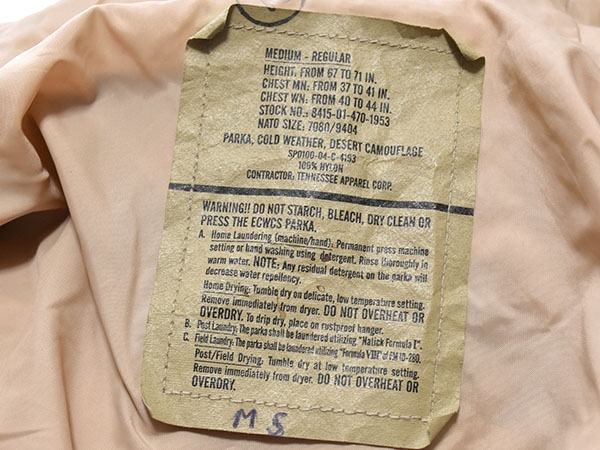 MEDIUM - REGULAR
HEIGHT: FROM 67 TO 71 IN.
CHEST MN: FROM 37 TO 41 IN.
CHEST WN: FROM 40 TO 44 IN.
STOCK NO.: 8415-01-470-1953
NATO SIZE: 7080/9404
PARKA, COLD WEATHER, DESERT CAMOUFLAGE
SPO100-04-C-4193
100% NYLON
CONTRACTOR: TENNESSEE APPAREL CORP.
WARNING!! DO NOT STARCH, BLEACH, DRY CLEAN OR
PRESS THE ECWCS PARKA.
A. Home Laundering (machine/hand): Permanent press machine
setting or hand washing using detergent. Rinse thoroughly in
warm water. NOTE: Any residual detergent on the parka will
decrease water repellency.
Home Drying: Tumble dry on delicate, low temperature setting.
Remove immediately from dryer. DO NOT OVERHEAT OR
OVERDRY. To drip dry, place on rustproof hanger.
B. Post Laundry: The parka shall be laundered utilizing "Natick Formula I".
C. Field Laundry: The parka shall be laundered utilizing "Formula VIII" of FM 10-280.
Post/Field Drying: Tumble dry at low temperature setting.
Remove immediately from dryer. DO NOT OVERHEAT OR
OVERDRY.
M S